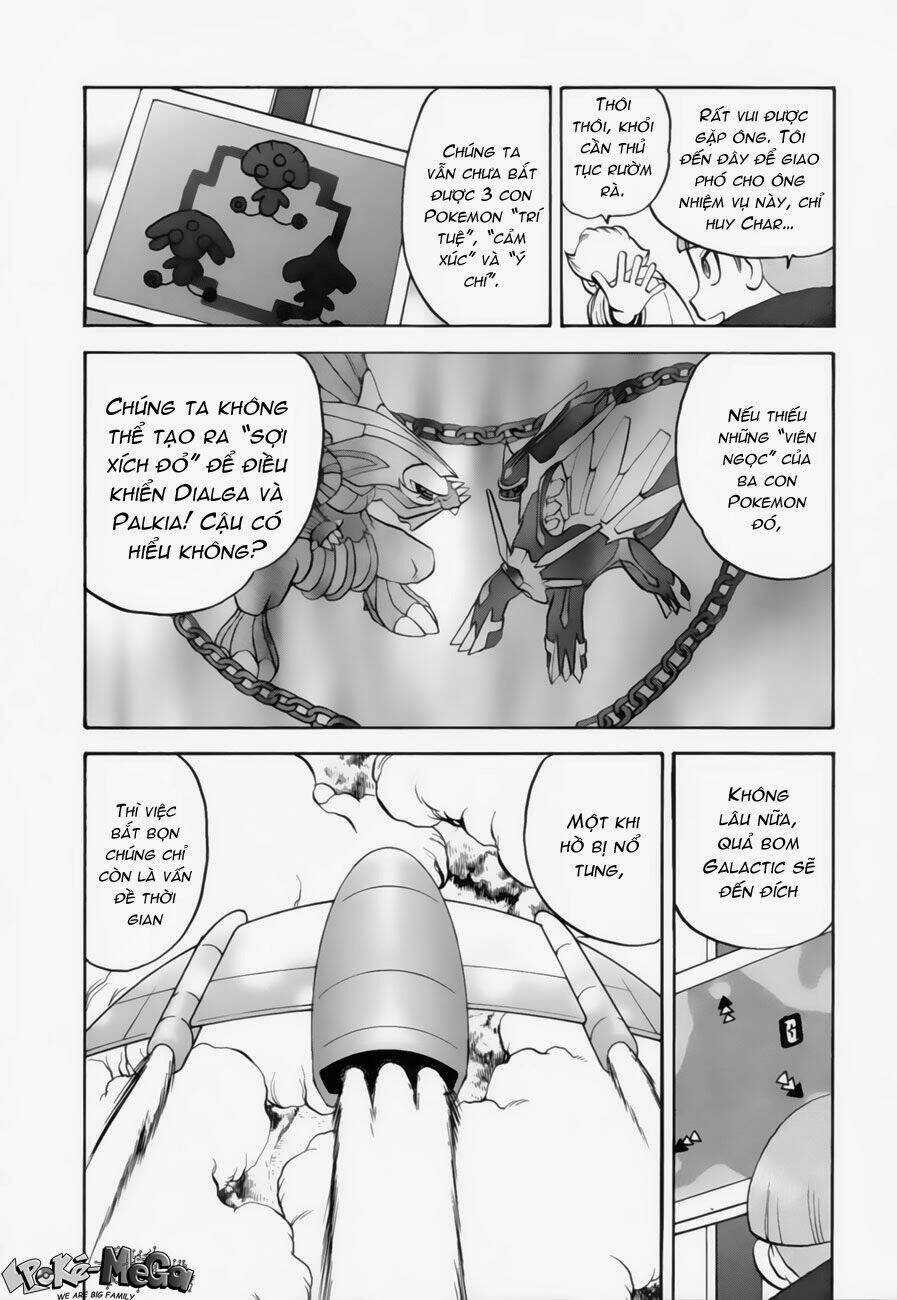 RẤT VUI ĐƯỢC
GẶP ÔNG. TÔI
ĐẾN ĐÂY ĐỂ GIAO
PHÓ CHO ÔNG
NHIỆM VỤ NÀY, CHỈ
HUY CHAR...
THÔI
THÔI, KHỎI
CẦN THỦ
TỤC RƯỜM
RÀ.
CHÚNG TA
VẪN CHƯA BẮT
ĐƯỢC 3 CON
POKEMON "TRÍ
TUỆ", "CẢM
XÚC" VÀ "Ý
CHÍ".
NẾU THIẾU
NHỮNG "VIÊN
NGỌC" CỦA
BA CON
POKEMON
ĐÓ,
CHÚNG TA KHÔNG
THỂ TẠO RA "SỢI
XÍCH ĐỎ" ĐỂ ĐIỀU
KHIỂN DIALGA VÀ
PALKIA! CẬU CÓ
HIỂU KHÔNG?
KHÔNG
LÂU NỮA,
QUẢ BOM
GALACTIC SẼ
ĐẾN ĐÍCH
MỘT KHI
HỒ BỊ NỔ
TUNG,
THÌ VIỆC
BẮT BỌN
CHÚNG CHỈ
CÒN LÀ VẤN
ĐỀ THỜI
GIAN
POKÉ-MEGA
WE ARE BIG FAMILY